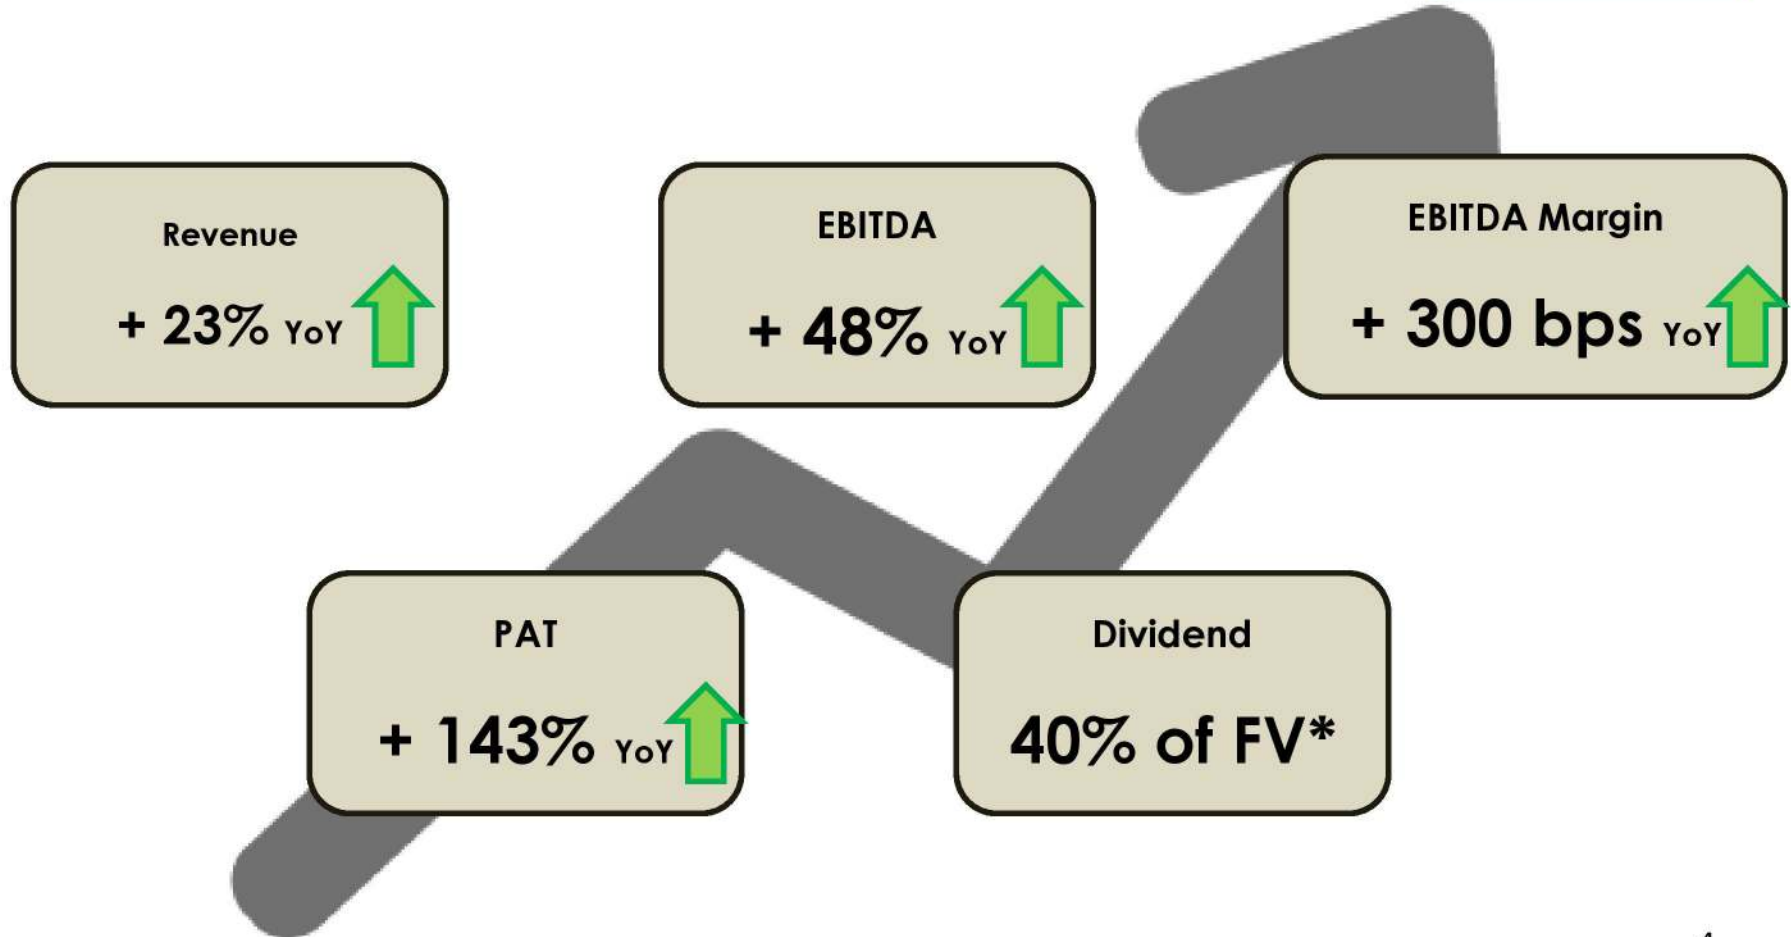 Revenue
+ 23% YoY
EBITDA
+ 48% YoY
EBITDA Margin
+ 300 bps YoY
PAT
+ 143% YoY
Dividend
40% of FV*